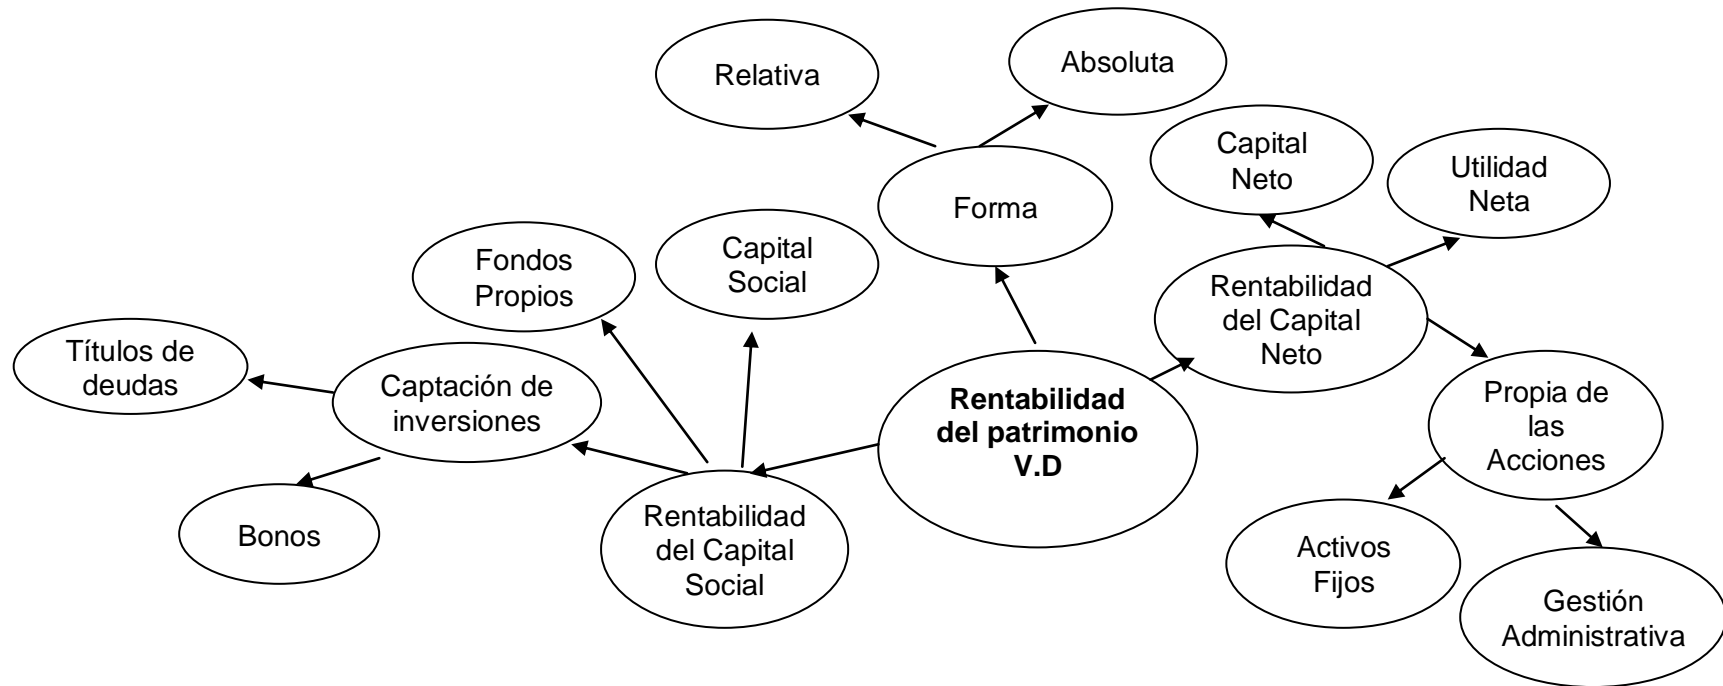 Relativa
Absoluta
Capital
Neto
Utilidad
Neta
Forma
Fondos
Propios
Capital
Social
Rentabilidad
del Capital
Neto
Títulos de
deudas
Captación de
inversiones
Rentabilidad
del patrimonio
V.D
Propia de
las
Acciones
Bonos
Rentabilidad
del Capital
Social
Activos
Fijos
Gestión
Administrativa